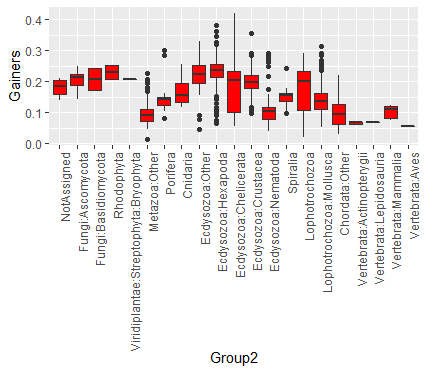 Gainers
0.4
0.3
0.2
0.1
0.0
NotAssigned
Fungi:Ascomycota
Fungi:Basidiomycota
Rhodophyta
Viridiplantae:Streptophyta:Bryophyta
Metazoa:Other
Porifera
Cnidaria
Ecdysozoa:Other
Ecdysozoa:Hexapoda
Ecdysozoa:Chelicerata
Ecdysozoa:Crustacea
Ecdysozoa:Nematoda
Spiralia
Lophotrochozoa
Lophotrochozoa:Mollusca
Chordata:Other
Vertebrata:Actinopterygii
Vertebrata:Lepidosauria
Vertebrata:Mammalia
Vertebrata:Aves
Group2